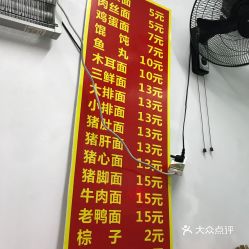 肉丝面 5元
鸡蛋面 5元
馄饨 7元
鱼丸 7元
木耳面 10元
三鲜面 10元
大排面 13元
小排面 13元
猪肚面 13元
猪肝面 13元
猪心面 13元
猪脚面 15元
牛肉面 15元
老鸭面 15元
棕子 2元
大众点评